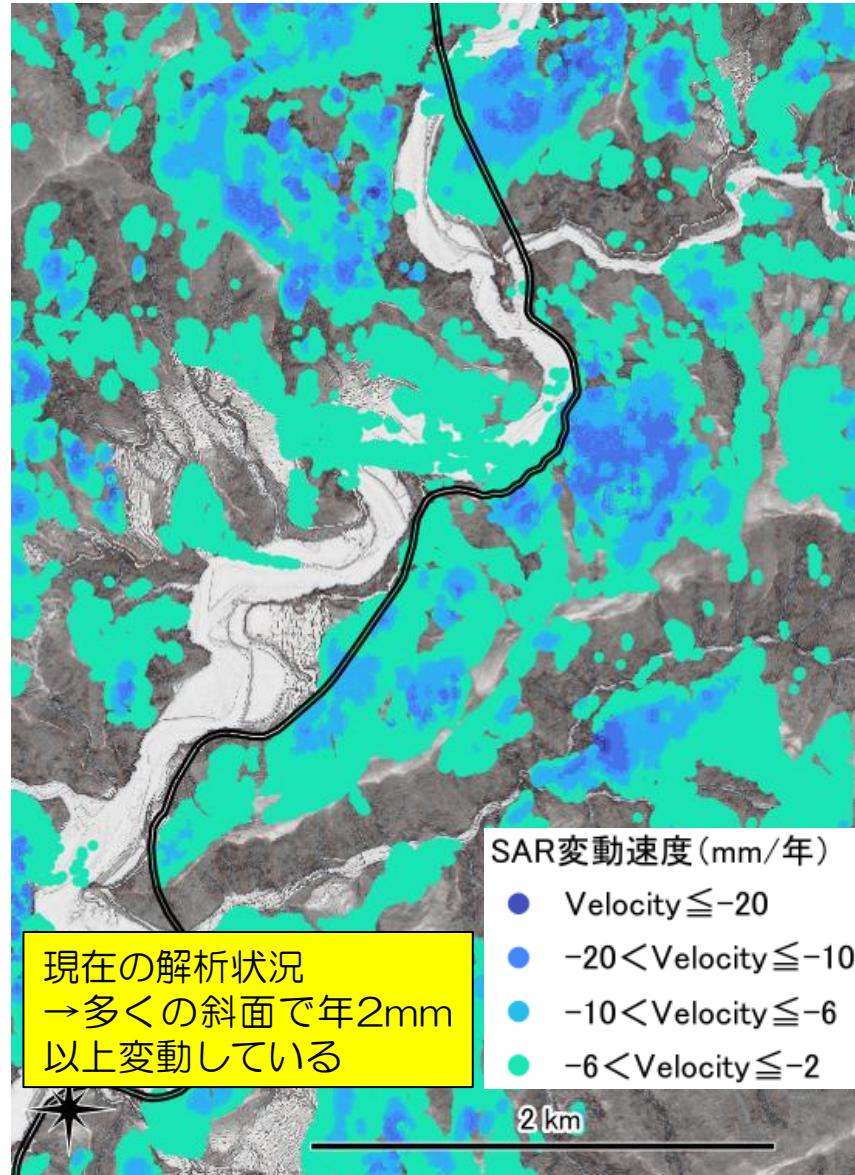 SAR変動速度(mm/年)
Velocity≦-20
-20<Velocity≦-10
-10<Velocity≦-6
-6<Velocity≦-2
現在の解析状況
→多くの斜面で年2mm
以上変動している
2 km